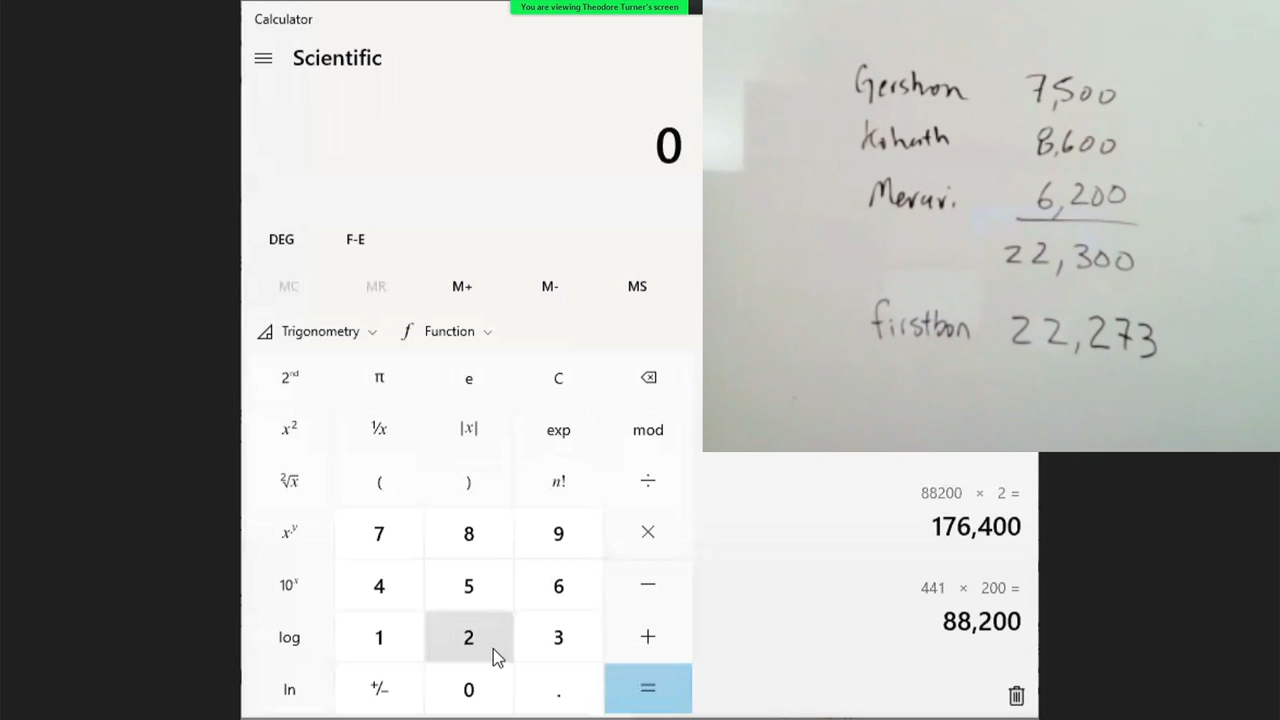 You are viewing Theodore Turner's screen
Calculator
Scientific
0
DEG F-E
MC MR M+ M- MS
Trigonometry f Function
2ⁿᵈ π e C
x² ⅟x |x| exp mod
²√x ( ) n! ÷
xʸ 7 8 9 ×
10ˣ 4 5 6 −
log 1 2 3 +
ln +/− 0 . =
Gershon 7,500
Kohath 8,600
Merari. 6,200
22,300
firstbon 22,273
88200 × 2 =
176,400
441 × 200 =
88,200